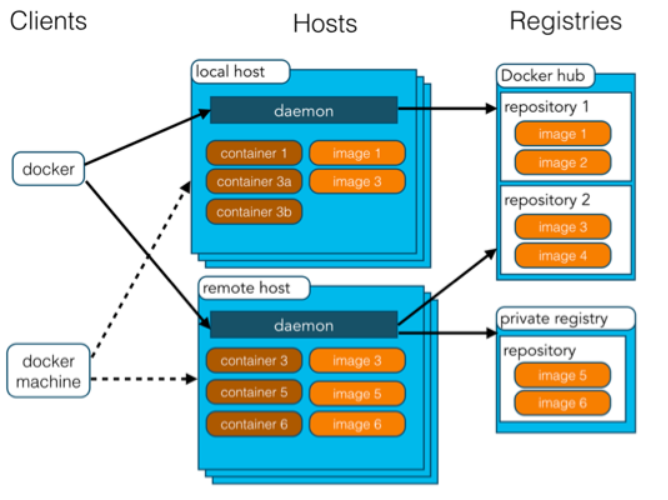 Clients
Hosts
Registries
local host
daemon
container 1
image 1
container 3a
image 3
container 3b
docker
docker
machine
remote host
daemon
container 3
image 3
container 5
image 5
container 6
image 6
Docker hub
repository 1
image 1
image 2
repository 2
image 3
image 4
private registry
repository
image 5
image 6